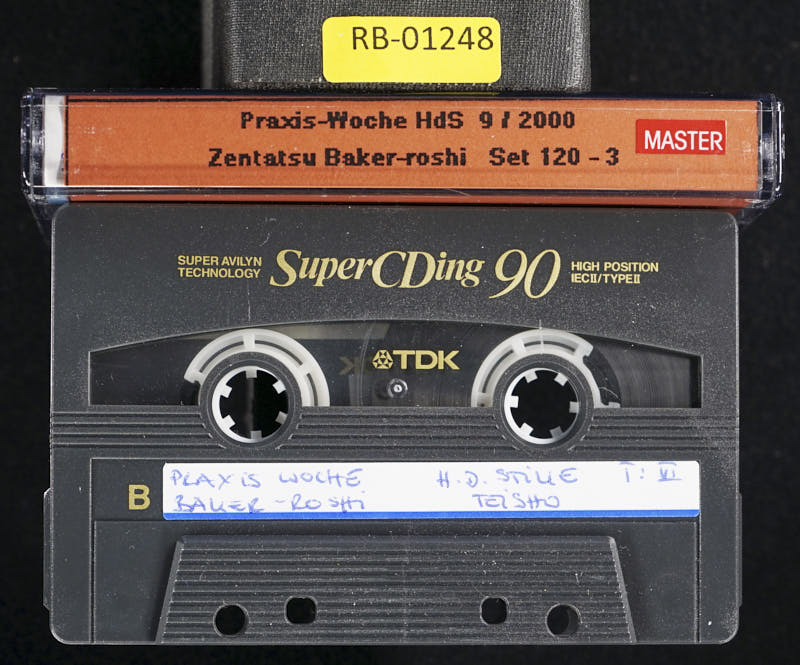 RB-01248
Praxis-Woche HdS 9 / 2000
Zentatsu Baker-roshi Set 120 - 3
MASTER
SUPER AVILYN
TECHNOLOGY
SuperCDing 90
HIGH POSITION
IECII/TYPEII
TDK
B
PRAXIS WOCHE H.D. STILLE T: VI
BAKER-ROSHI TEISHO